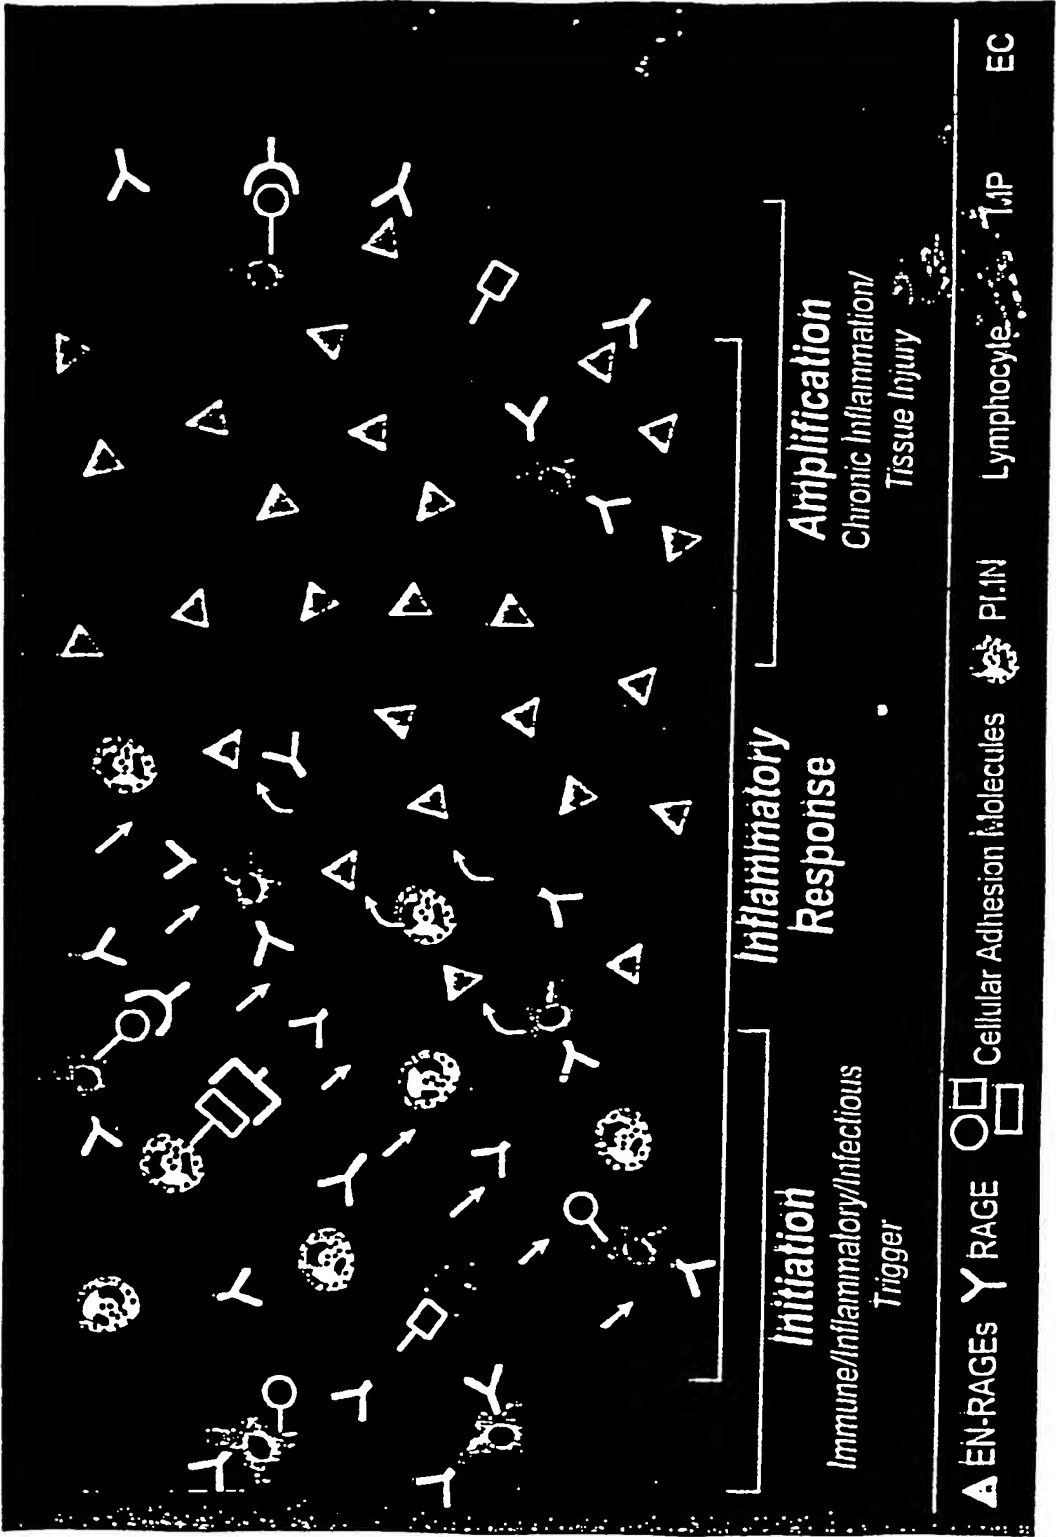 Initiation
Immune/Inflammatory/Infectious
Trigger
Inflammatory
Response
Amplification
Chronic Inflammation/
Tissue Injury
EN-RAGEs RAGE Cellular Adhesion Molecules Lymphocyte EC